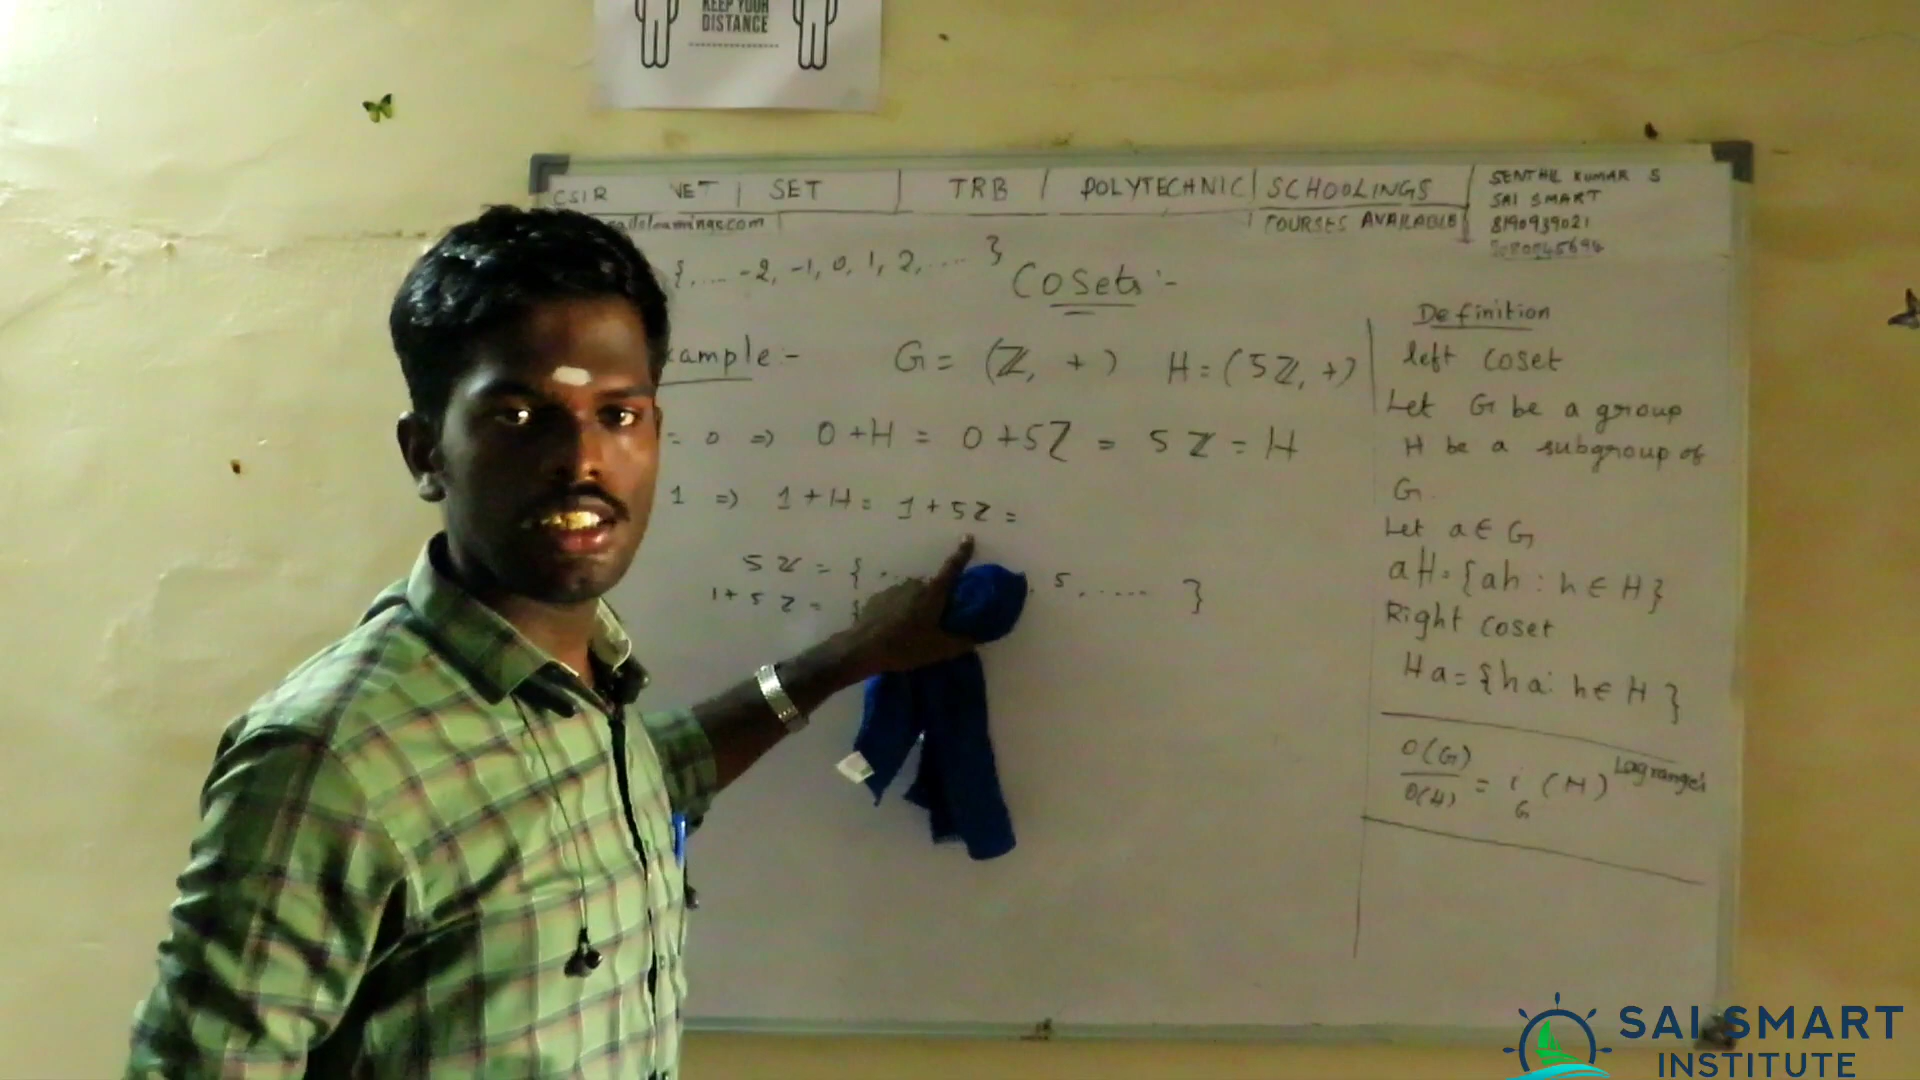 KEEP YOUR
DISTANCE
CSIR NET | SET | TRB | POLYTECHNIC | SCHOOLINGS
COURSES AVAILABLE
SENTHIL KUMAR S
SAI SMART
8190939021
{, .... -2, -1, 0, 1, 2, .... }
Cosets :-
xample :- G = (ℤ, +) H = (5ℤ, +)
= 0 => 0 + H = 0 + 5Z = 5ℤ = H
1 => 1 + H = 1 + 5Z =
5ℤ = { ..... , 5, ...... }
1 + 5Z = {
Definition
left coset
Let G be a group
H be a subgroup of
G.
Let a ∈ G,
aH = {ah : h ∈ H}
Right coset
Ha = {ha : h ∈ H }
O(G)
O(H) = i G (H) Lagrange's
SAI SMART
INSTITUTE